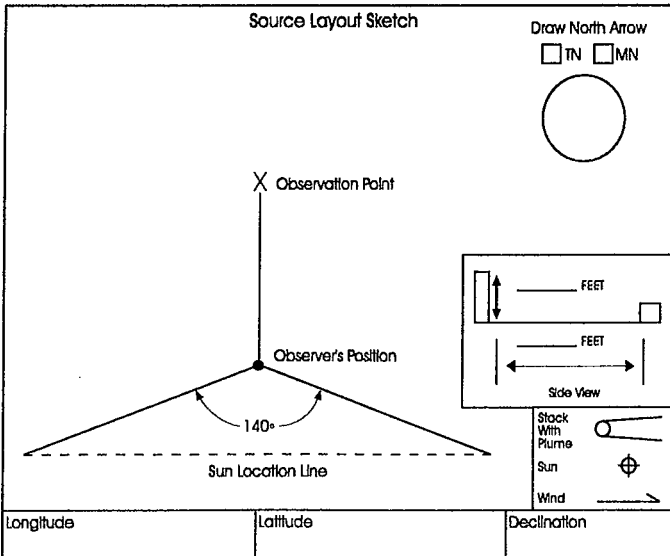 Source Layout Sketch
Draw North Arrow
TN MN
X Observation Point
FEET
Observer's Position
FEET
140°
Side View
Sun Location Line
Stack
With
Plume
Sun
Wind
Longitude
Latitude
Declination